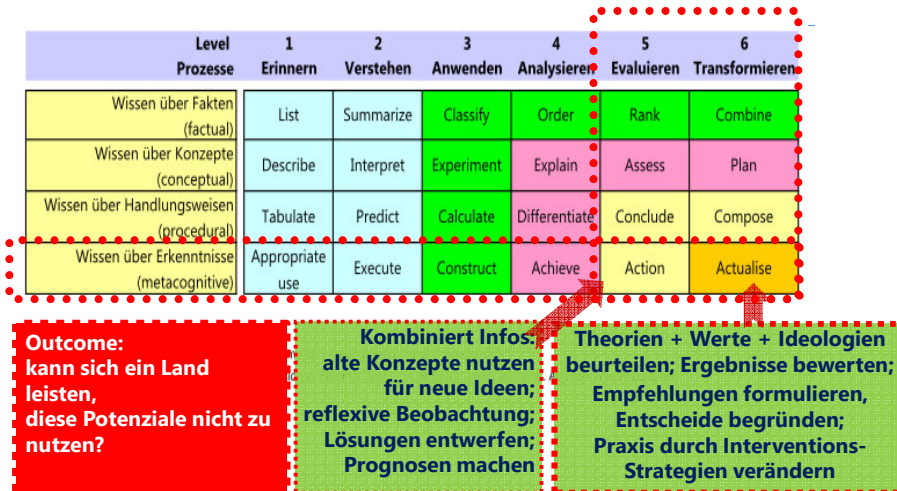 Level 1 2 3 4 5 6
Prozesse Erinnern Verstehen Anwenden Analysieren Evaluieren Transformieren
Wissen über Fakten
(factual) List Summarize Classify Order Rank Combine
Wissen über Konzepte
(conceptual) Describe Interpret Experiment Explain Assess Plan
Wissen über Handlungsweisen
(procedural) Tabulate Predict Calculate Differentiate Conclude Compose
Wissen über Erkenntnisse
(metacognitive) Appropriate
use Execute Construct Achieve Action Actualise
Outcome:
kann sich ein Land
leisten,
diese Potenziale nicht zu
nutzen?
Kombiniert Infos:
alte Konzepte nutzen
für neue Ideen;
reflexive Beobachtung;
Lösungen entwerfen;
Prognosen machen
Theorien + Werte + Ideologien
beurteilen; Ergebnisse bewerten;
Empfehlungen formulieren,
Entscheide begründen;
Praxis durch Interventions-
Strategien verändern